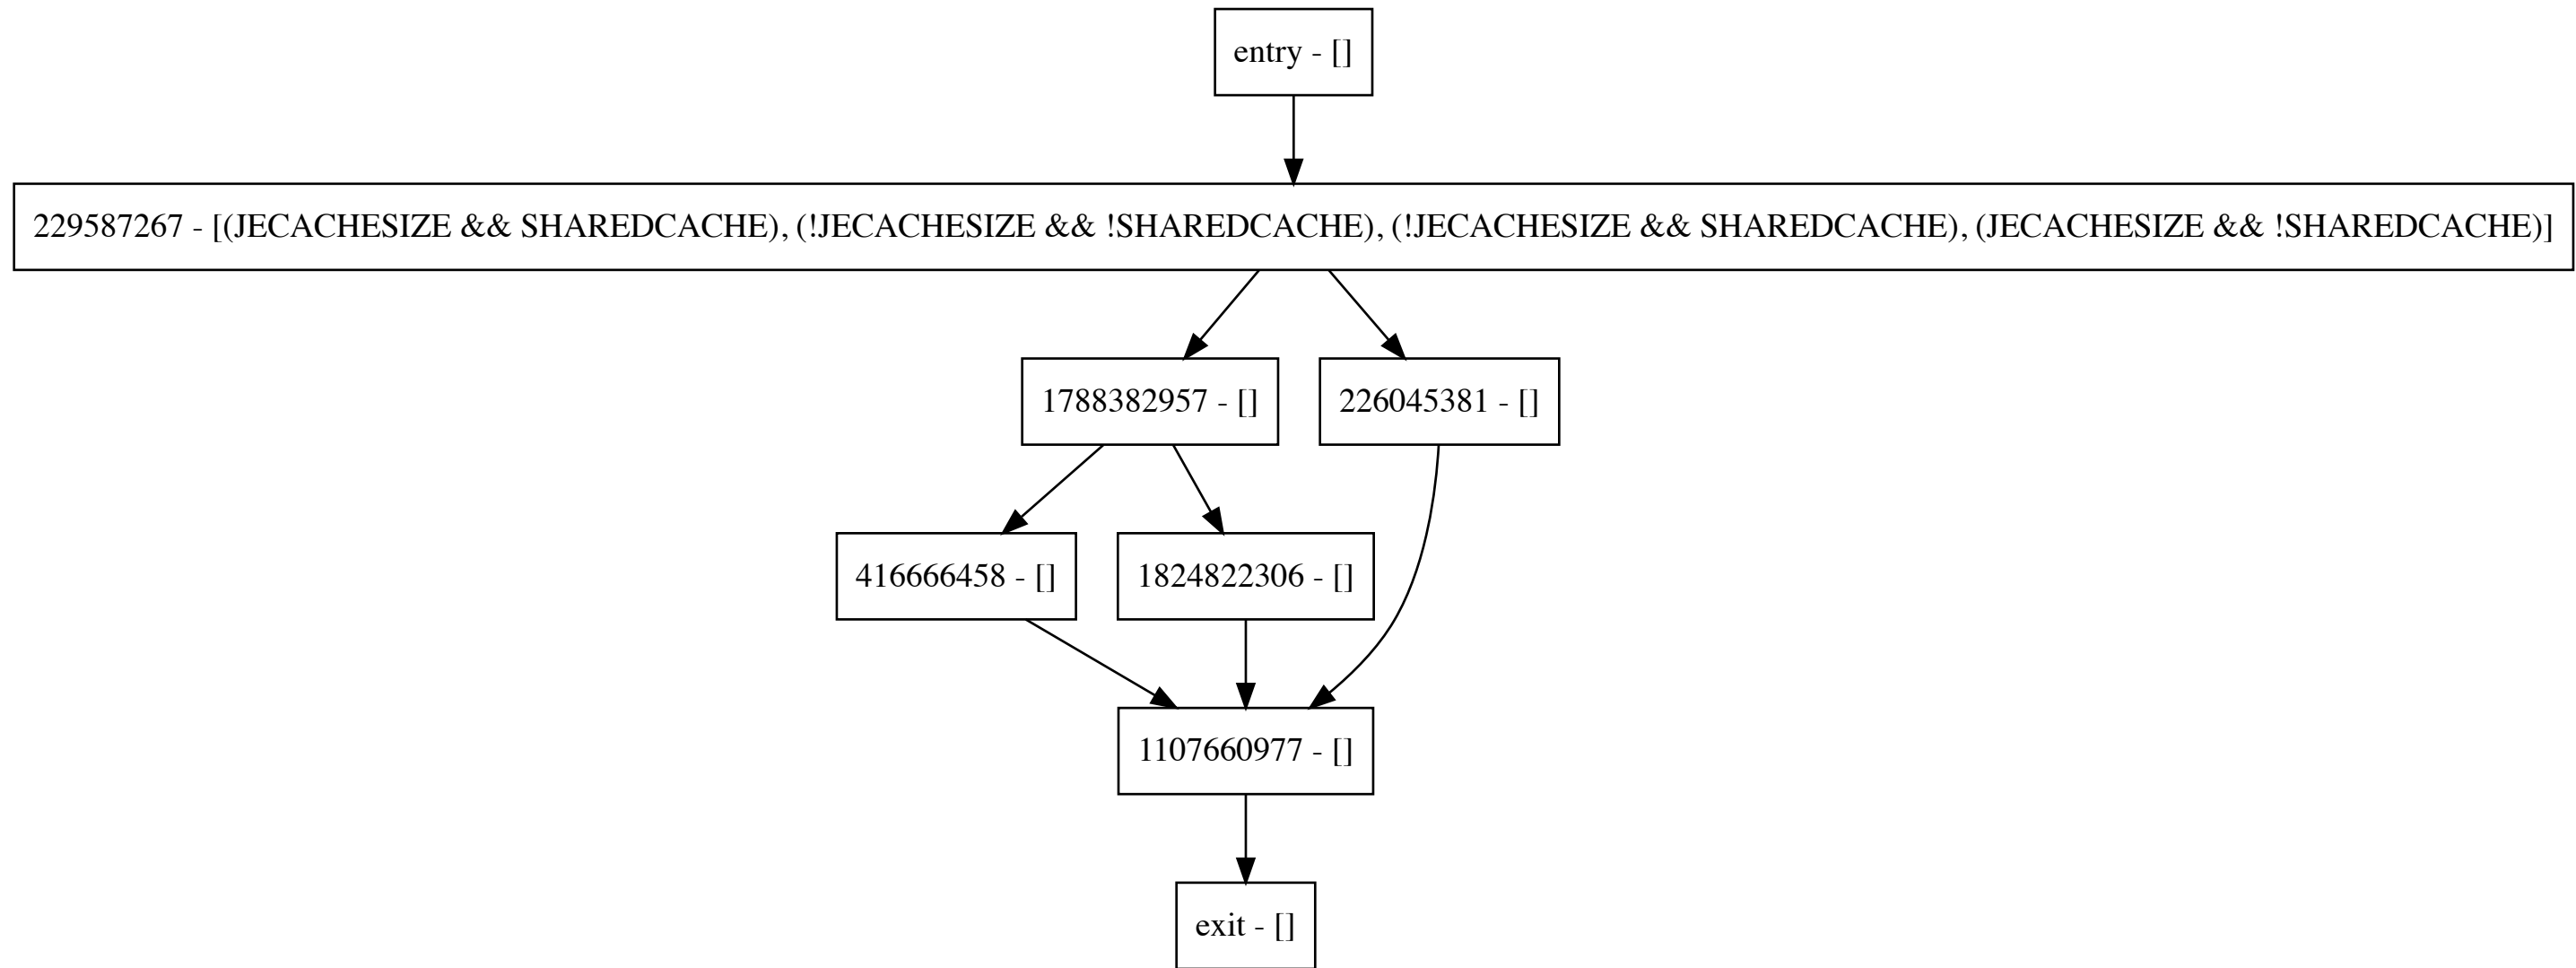 entry - []
229587267 - [(JECACHESIZE && SHAREDCACHE), (!JECACHESIZE && !SHAREDCACHE), (!JECACHESIZE && SHAREDCACHE), (JECACHESIZE && !SHAREDCACHE)]
1788382957 - []
226045381 - []
416666458 - []
1824822306 - []
1107660977 - []
exit - []